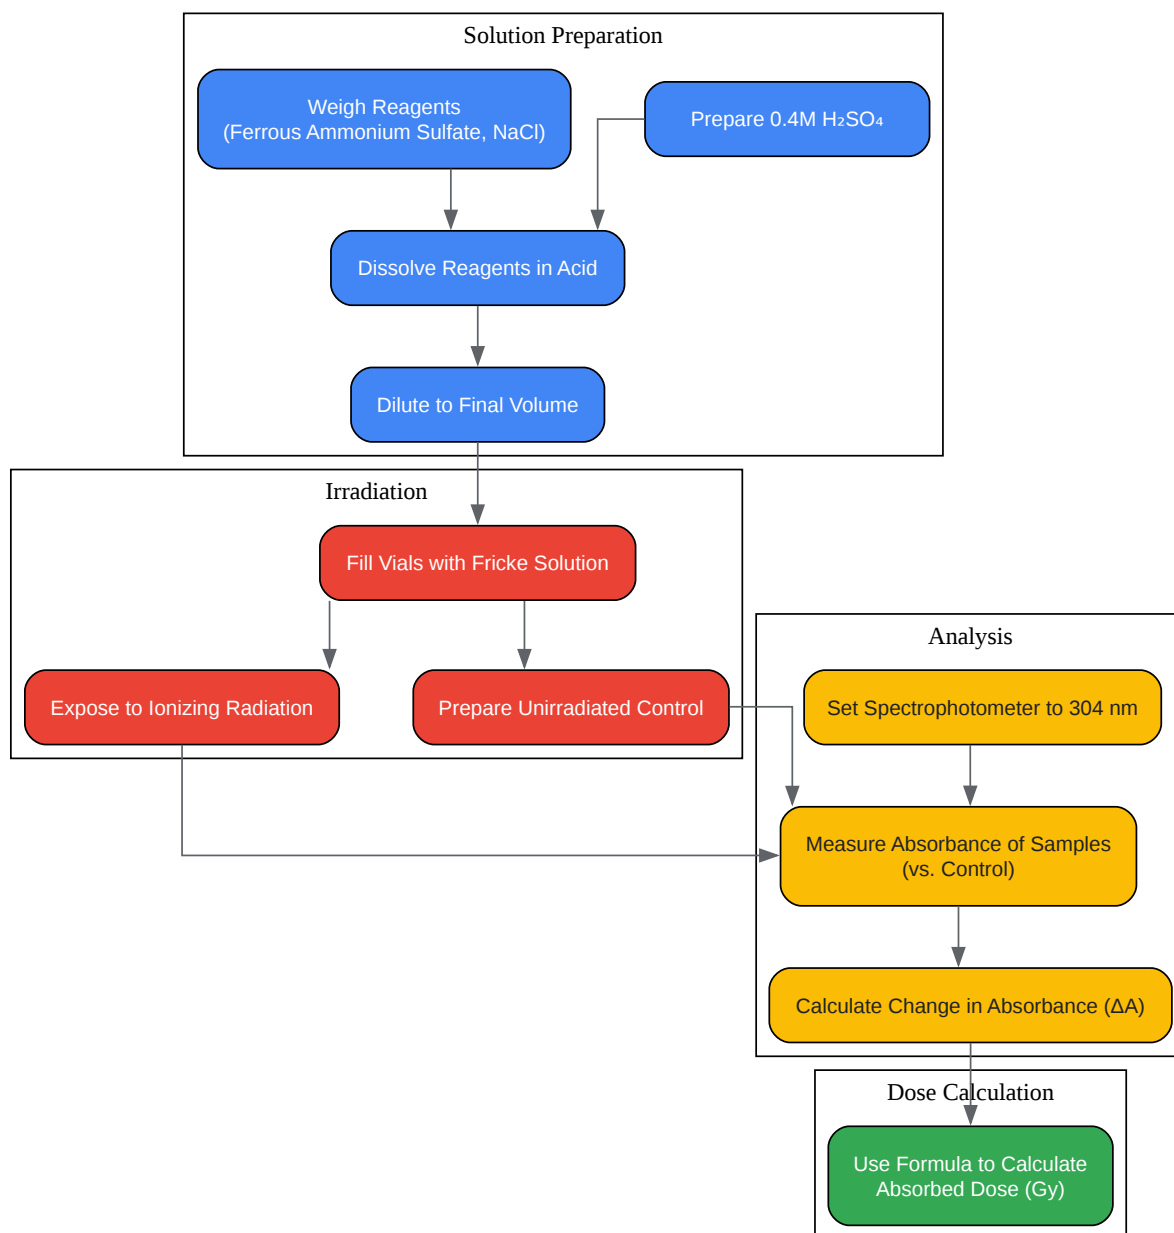 Solution Preparation
Weigh Reagents
(Ferrous Ammonium Sulfate, NaCl)
Prepare 0.4M H₂SO₄
Dissolve Reagents in Acid
Dilute to Final Volume
Irradiation
Fill Vials with Fricke Solution
Expose to Ionizing Radiation
Prepare Unirradiated Control
Analysis
Set Spectrophotometer to 304 nm
Measure Absorbance of Samples
(vs. Control)
Calculate Change in Absorbance (ΔA)
Dose Calculation
Use Formula to Calculate
Absorbed Dose (Gy)